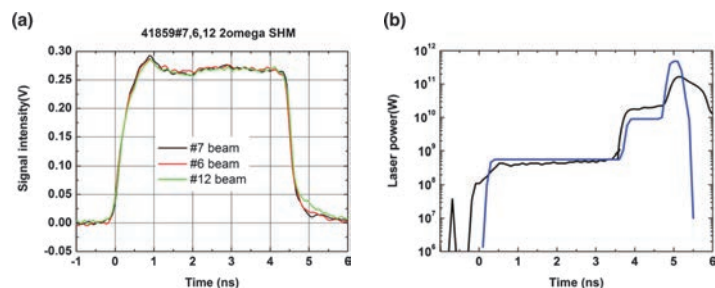 (a)
41859#7,6,12 2omega SHM
Signal intensity(V)
0.30
0.25
0.20
0.15
0.10
0.05
0.00
-0.05
#7 beam
#6 beam
#12 beam
-1 0 1 2 3 4 5 6
Time (ns)
(b)
Laser power(W)
10¹²
10¹¹
10¹⁰
10⁹
10⁸
10⁷
10⁶
-1 0 1 2 3 4 5 6
Time (ns)